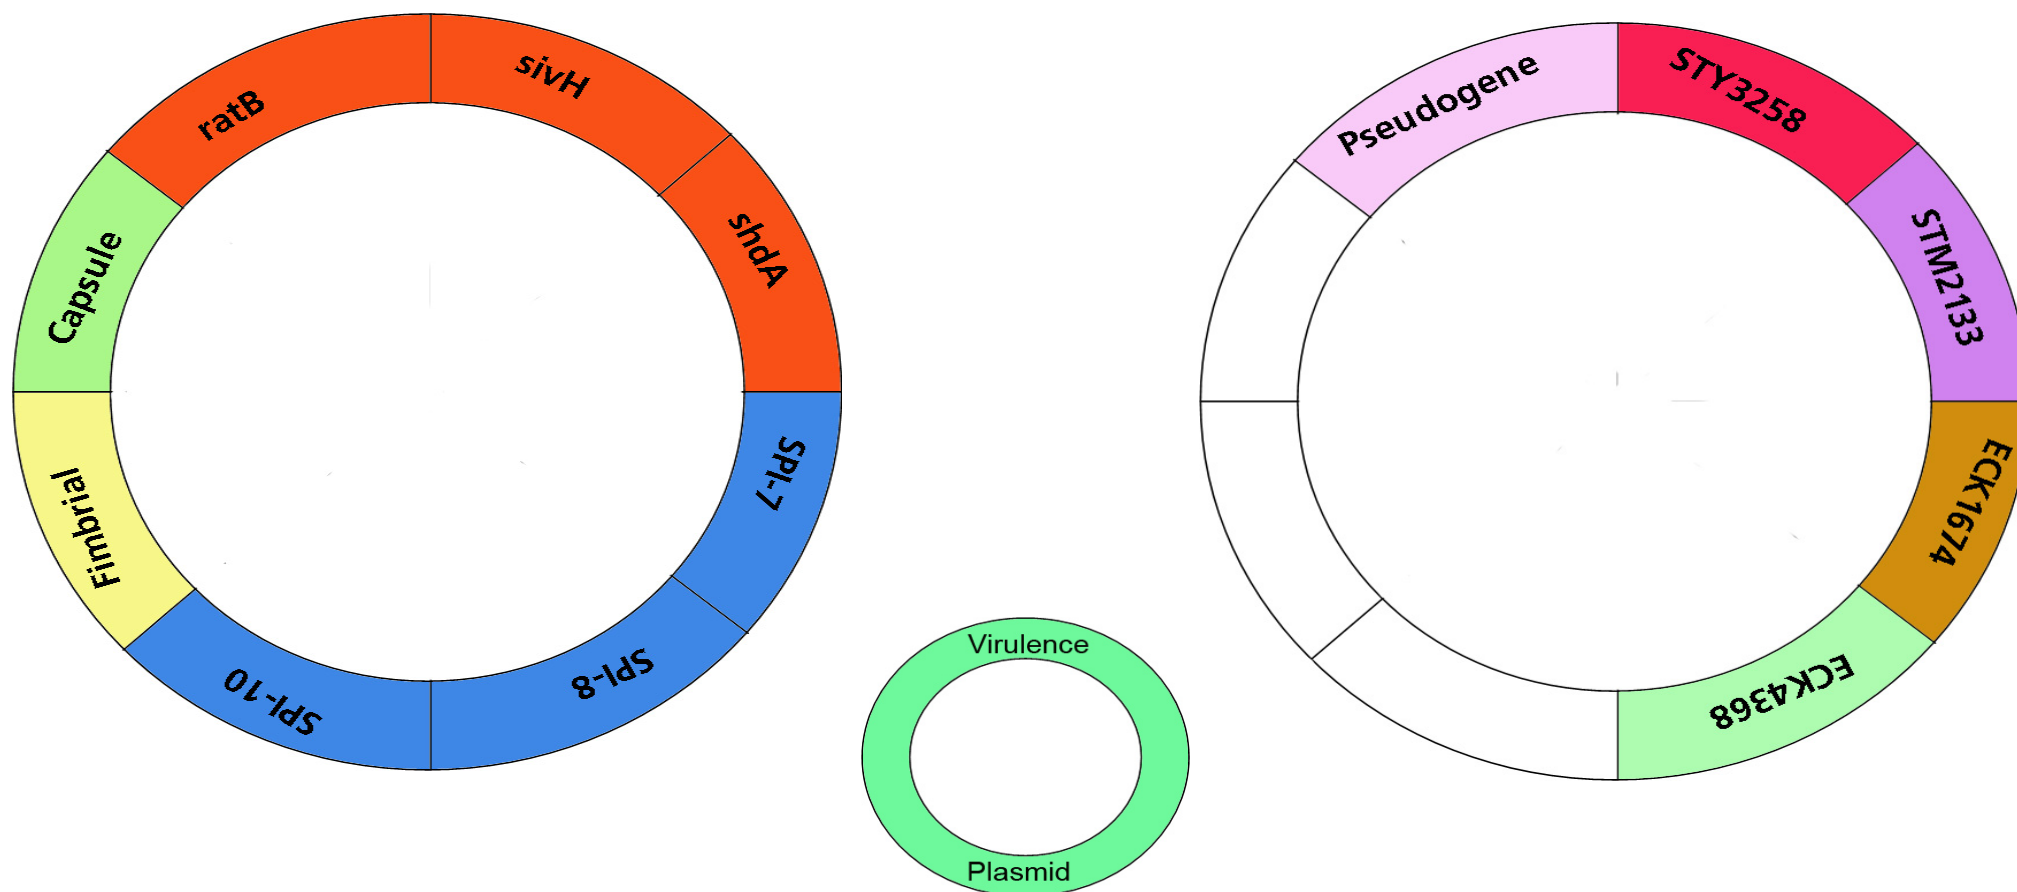 ratB
sivH
shdA
SPI-7
SPI-8
SPI-10
Fimbrial
Capsule
Virulence
Plasmid
Pseudogene
STY3258
STM2133
ECK1674
ECK4368